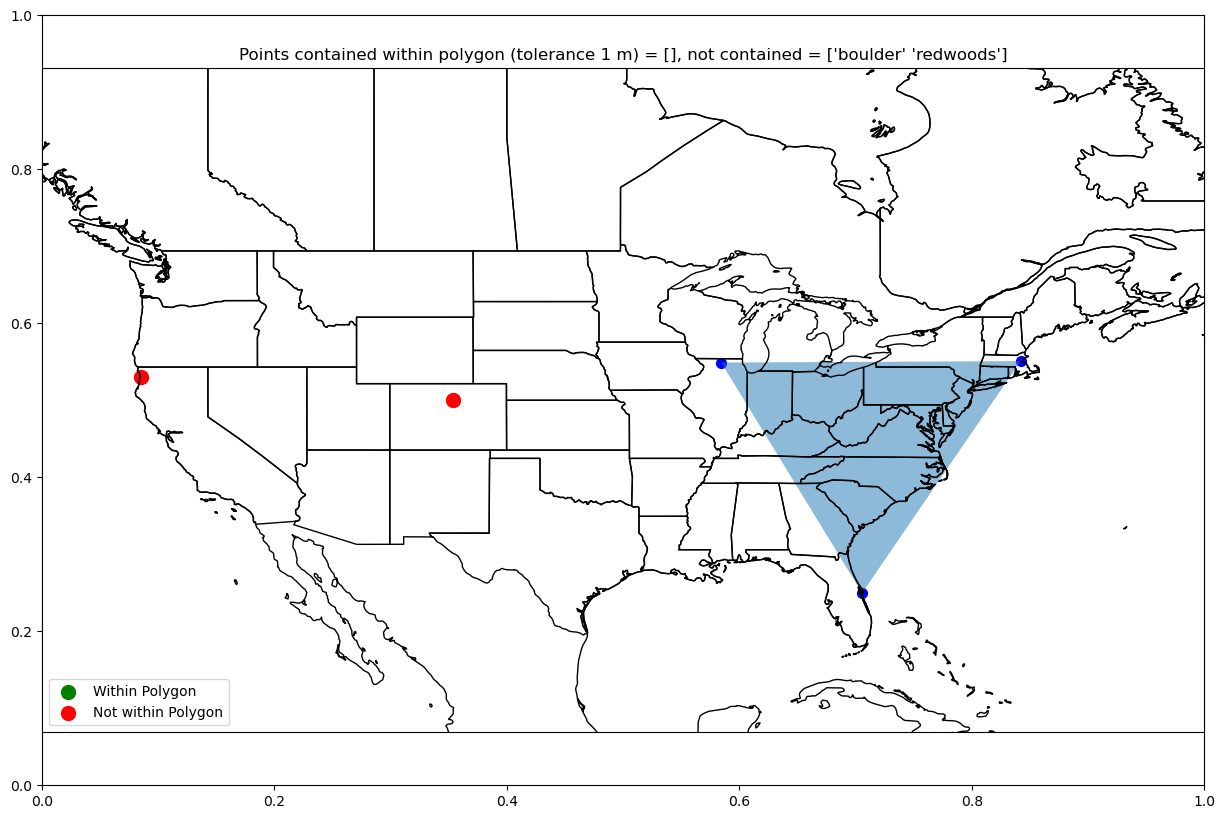 1.0
Points contained within polygon (tolerance 1 m) = [], not contained = ['boulder' 'redwoods']
0.8
0.6
0.4
0.2
Within Polygon
Not within Polygon
0.0
0.0 0.2 0.4 0.6 0.8 1.0